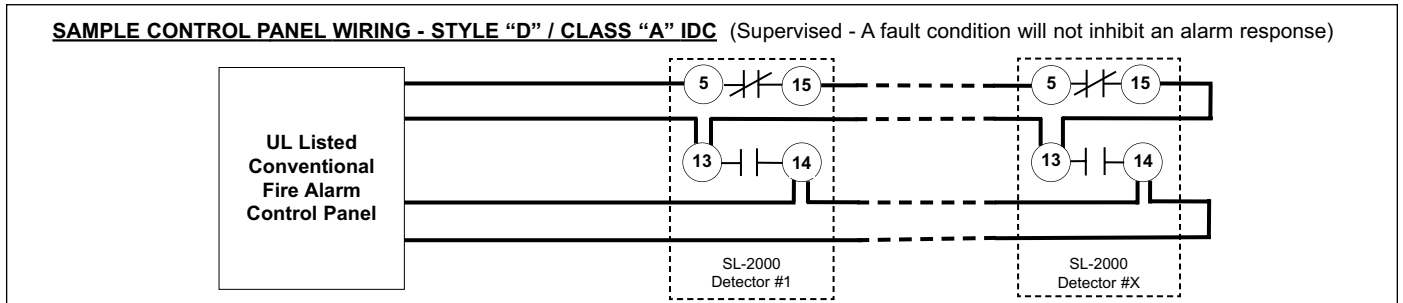 SAMPLE CONTROL PANEL WIRING - STYLE “D” / CLASS “A” IDC (Supervised - A fault condition will not inhibit an alarm response)
UL Listed
Conventional
Fire Alarm
Control Panel
5
15
13
14
SL-2000
Detector #1
5
15
13
14
SL-2000
Detector #X